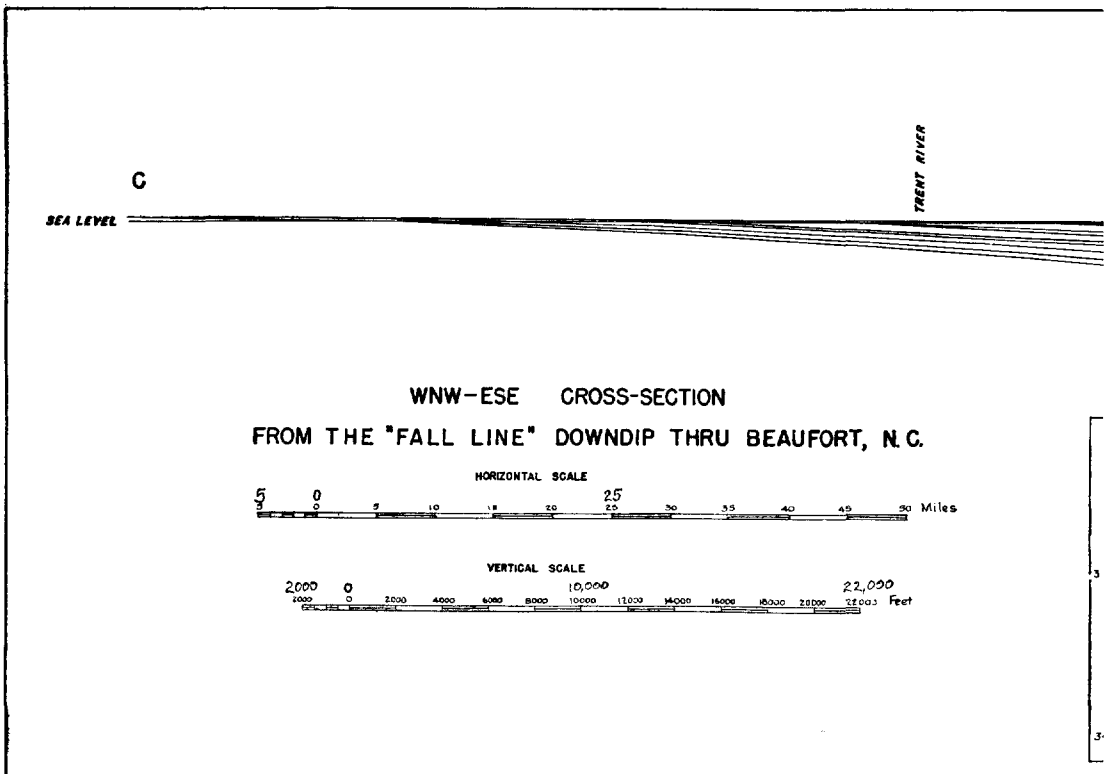 TRENT RIVER
C
SEA LEVEL
WNW-ESE CROSS-SECTION
FROM THE "FALL LINE" DOWNDIP THRU BEAUFORT, N.C.
HORIZONTAL SCALE
5 0 25
5 0 5 10 15 20 25 30 35 40 45 50 Miles
VERTICAL SCALE
2000 0 10,000 22,000
2000 0 2000 4000 6000 8000 10000 12000 14000 16000 18000 20000 22000 Feet
3
3